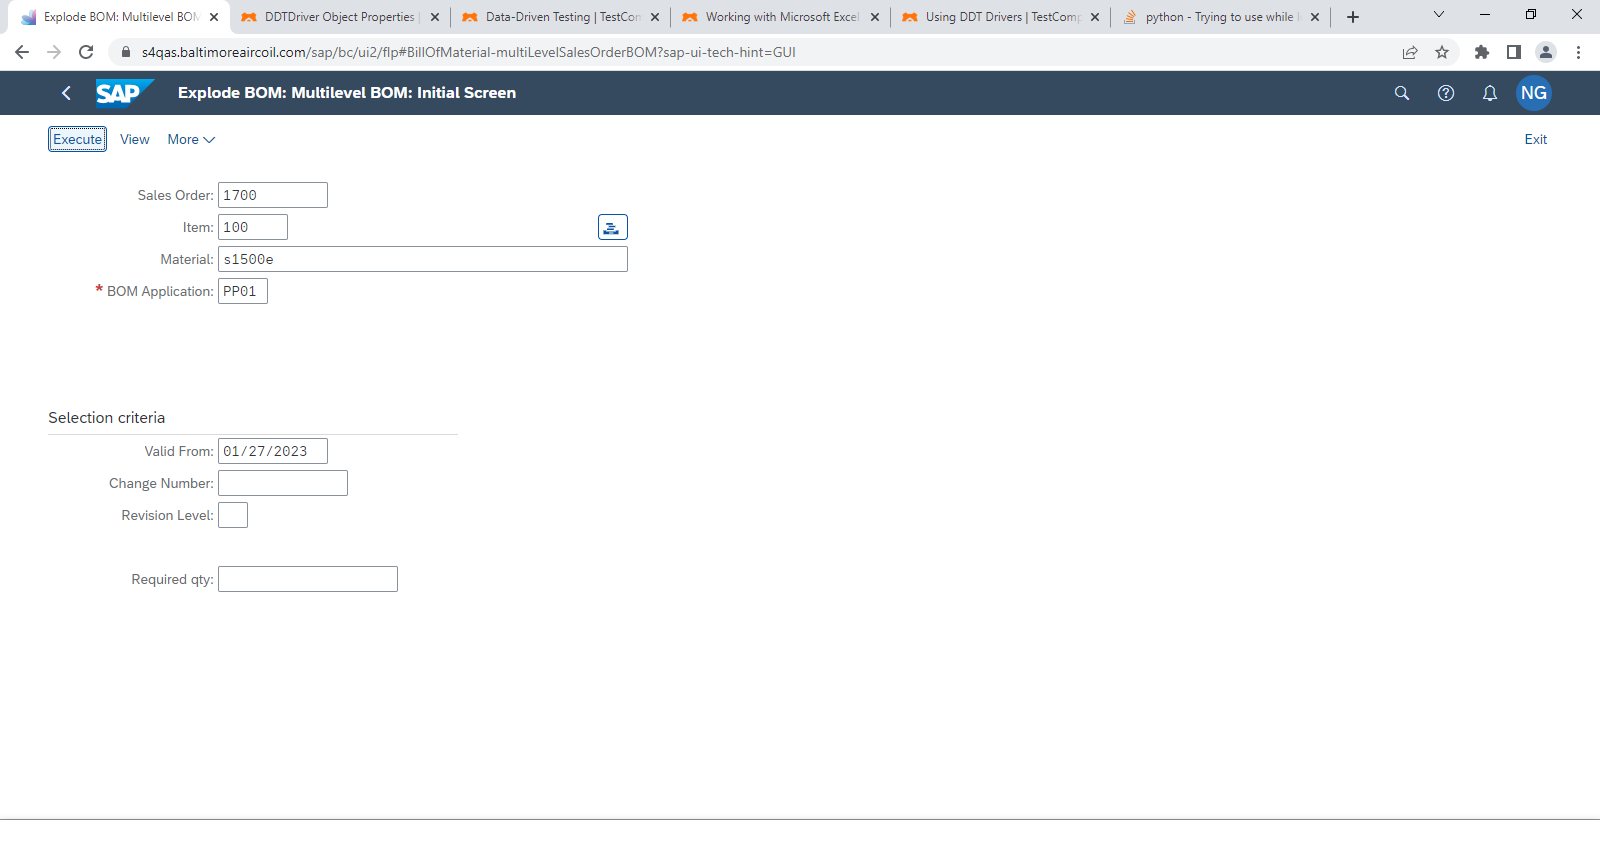 Explode BOM: Multilevel BOM
DDTDriver Object Properties |
Data-Driven Testing | TestCom
Working with Microsoft Excel
Using DDT Drivers | TestComp
python - Trying to use while l
s4qas.baltimoreaircoil.com/sap/bc/ui2/flp#BillOfMaterial-multiLevelSalesOrderBOM?sap-ui-tech-hint=GUI
SAP Explode BOM: Multilevel BOM: Initial Screen NG
Execute View More Exit
Sales Order: 1700
Item: 100
Material: s1500e
* BOM Application: PP01
Selection criteria
Valid From: 01/27/2023
Change Number:
Revision Level:
Required qty: